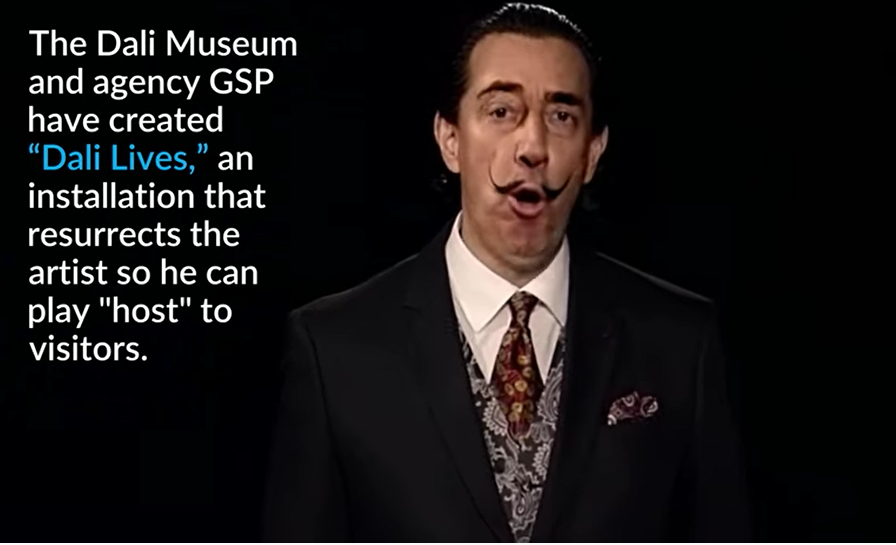 The Dali Museum
and agency GSP
have created
“Dali Lives,” an
installation that
resurrects the
artist so he can
play "host" to
visitors.